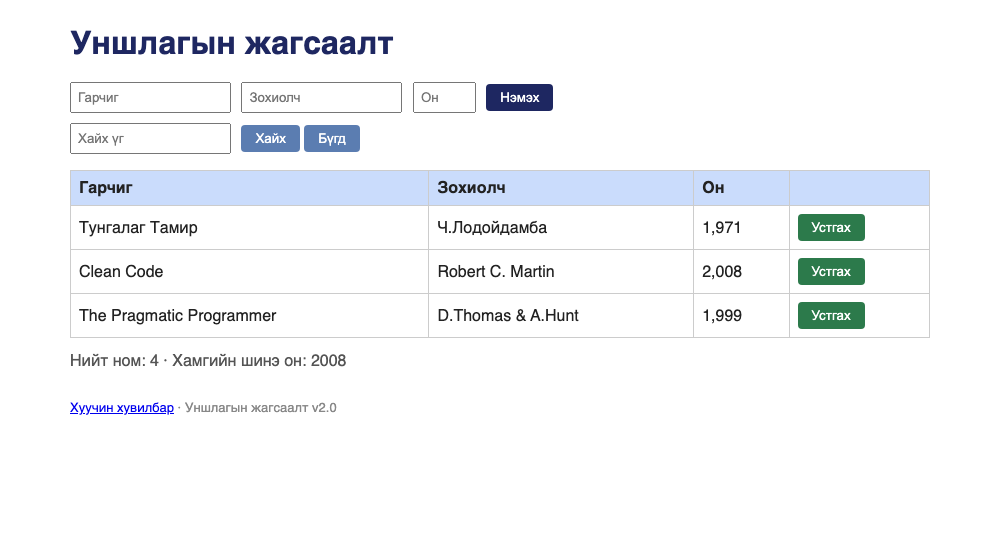 Уншлагын жагсаалт
Гарчиг Зохиолч Он Нэмэх
Хайх үг Хайх Бүгд
Гарчиг Зохиолч Он
Тунгалаг Тамир Ч.Лодойдамба 1,971 Устгах
Clean Code Robert C. Martin 2,008 Устгах
The Pragmatic Programmer D.Thomas & A.Hunt 1,999 Устгах
Нийт ном: 4 · Хамгийн шинэ он: 2008
Хуучин хувилбар · Уншлагын жагсаалт v2.0